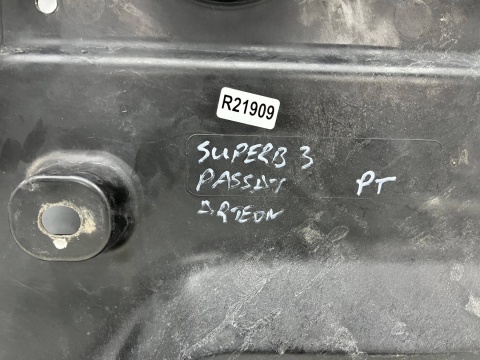 R21909
SUPERB 3
PASSAT PT
ARTEON